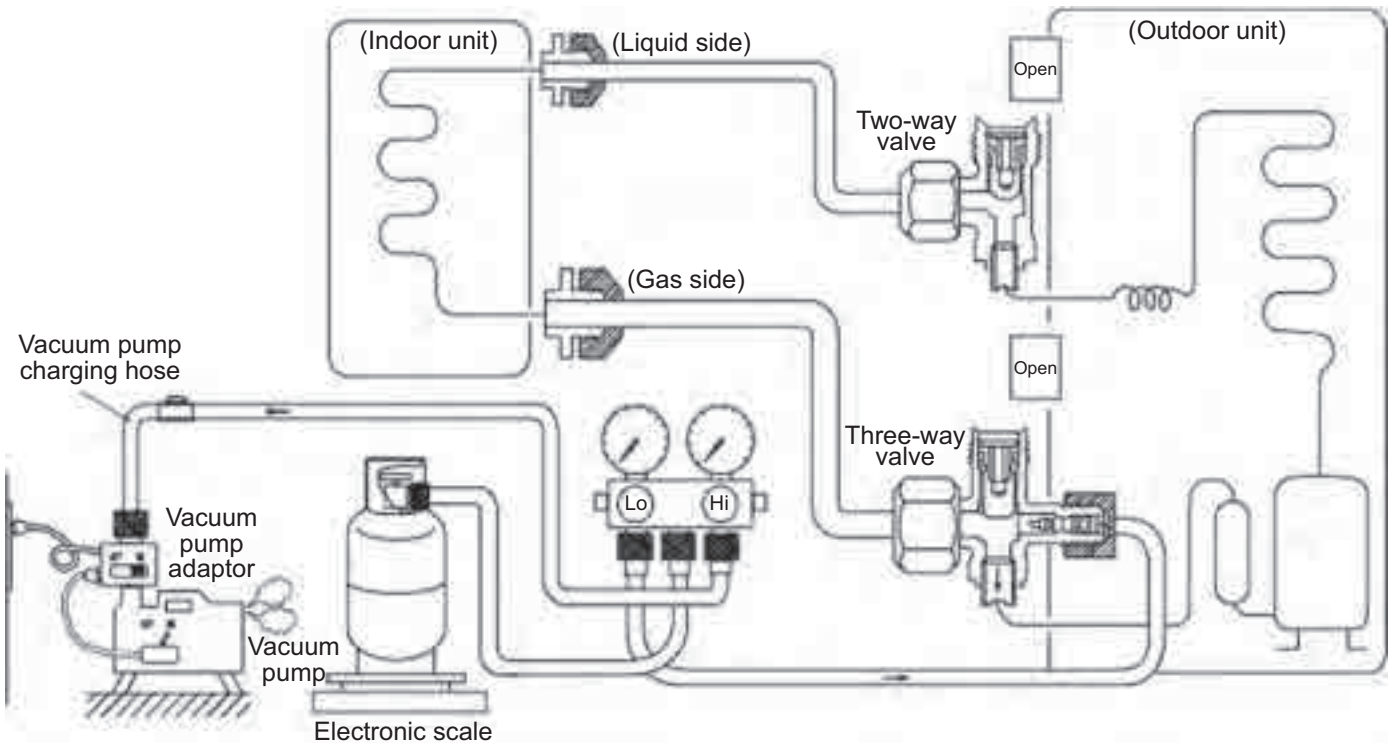 (Indoor unit)
(Liquid side)
(Outdoor unit)
Open
Two-way
valve
(Gas side)
Open
Vacuum pump
charging hose
Three-way
valve
Lo
Hi
Vacuum
pump
adaptor
Vacuum
pump
Electronic scale